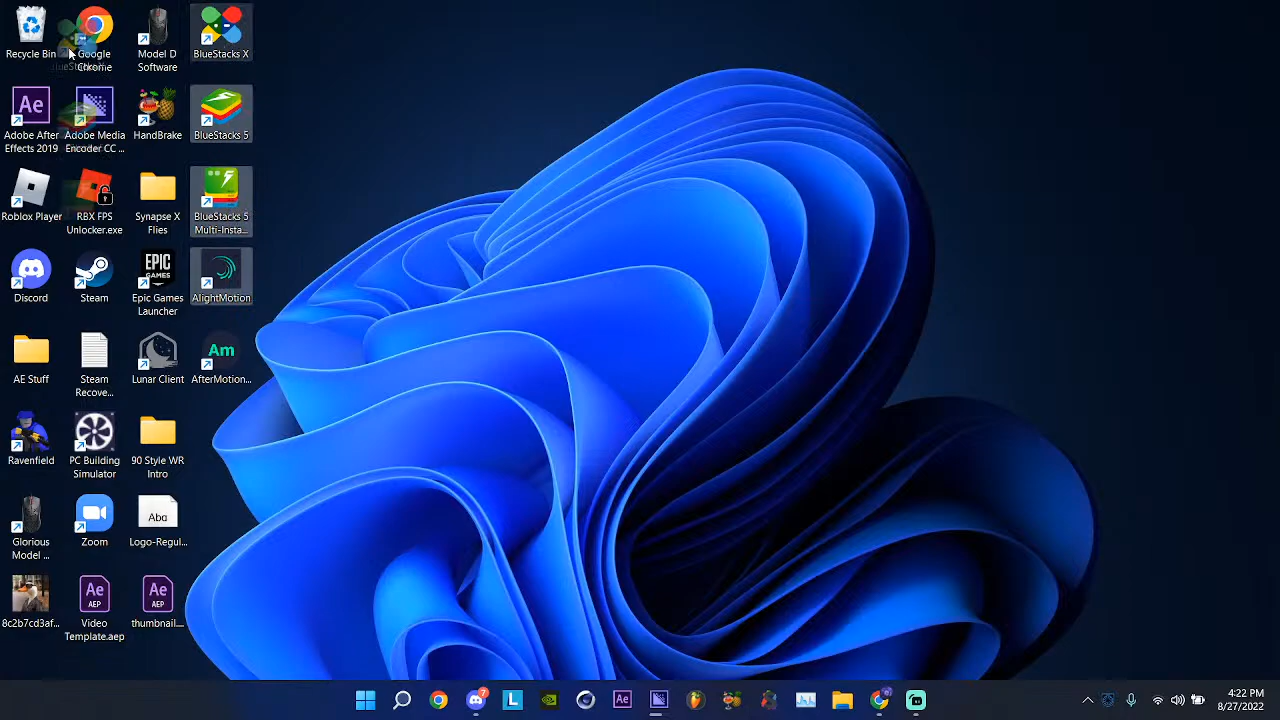 Recycle Bin
Google
Chrome
Model D
Software
BlueStacks X
Ae
Adobe After
Effects 2019
Adobe Media
Encoder CC ...
HandBrake
BlueStacks 5
Roblox Player
RBX FPS
Unlocker.exe
Synapse X
Files
BlueStacks 5
Multi-Insta...
Discord
Steam
EPIC
GAMES
Epic Games
Launcher
AlightMotion
AE Stuff
Steam
Recove...
Lunar Client
Am
AfterMotion...
Ravenfield
PC Building
Simulator
90 Style WR
Intro
Glorious
Model ...
Zoom
Abg
Logo-Regul...
8c2b7cd3af...
Ae
AEP
Video
Template.aep
Ae
AEP
thumbnail....
7
L
Ae
4:22 PM
8/27/2022